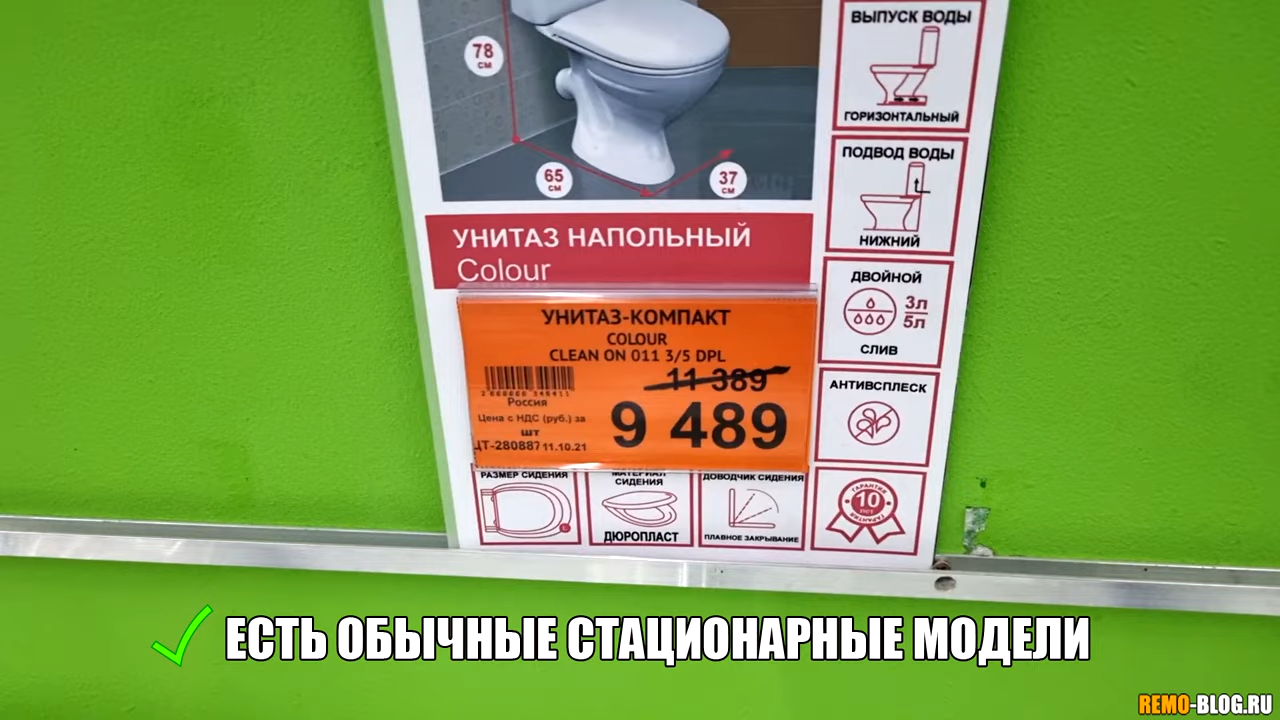 78
см
65
см
37
см
ВЫПУСК ВОДЫ
ГОРИЗОНТАЛЬНЫЙ
ПОДВОД ВОДЫ
НИЖНИЙ
ДВОЙНОЙ
3л
5л
СЛИВ
АНТИВСПЛЕСК
ГАРАНТИЯ
10
ЛЕТ
ГАРАНТИЯ
УНИТАЗ НАПОЛЬНЫЙ
Colour
УНИТАЗ-КОМПАКТ
COLOUR
CLEAN ON 011 3/5 DPL
11 389
9 489
Россия
Цена с НДС (руб.) за
шт
ЦТ-280887 11.10.21
РАЗМЕР СИДЕНИЯ
МАТЕРИАЛ
СИДЕНИЯ
ДЮРОПЛАСТ
ДОВОДЧИК СИДЕНИЯ
ПЛАВНОЕ ЗАКРЫВАНИЕ
ЕСТЬ ОБЫЧНЫЕ СТАЦИОНАРНЫЕ МОДЕЛИ
REMO-BLOG.RU